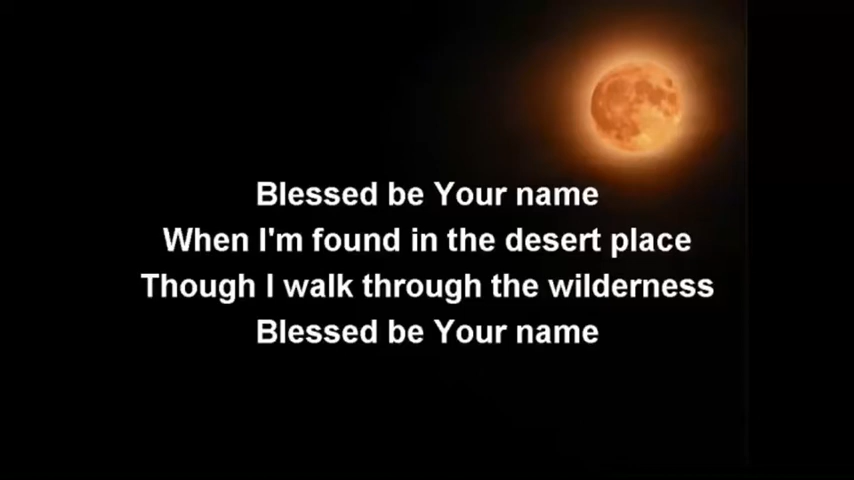 Blessed be Your name
When I'm found in the desert place
Though I walk through the wilderness
Blessed be Your name